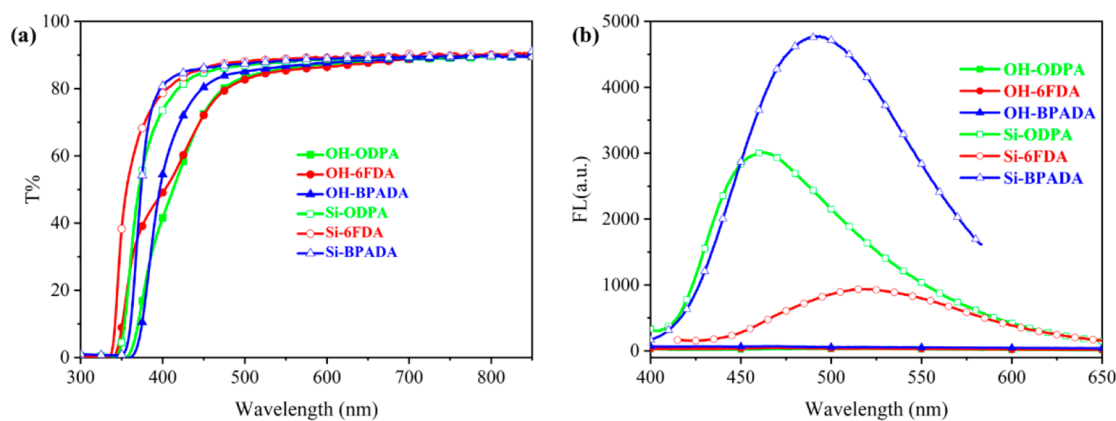 (a)
100
80
60
40
20
0
T%
OH-ODPA
OH-6FDA
OH-BPADA
Si-ODPA
Si-6FDA
Si-BPADA
300 400 500 600 700 800
Wavelength (nm)
(b)
5000
4000
3000
2000
1000
0
FL(a.u.)
OH-ODPA
OH-6FDA
OH-BPADA
Si-ODPA
Si-6FDA
Si-BPADA
400 450 500 550 600 650
Wavelength (nm)